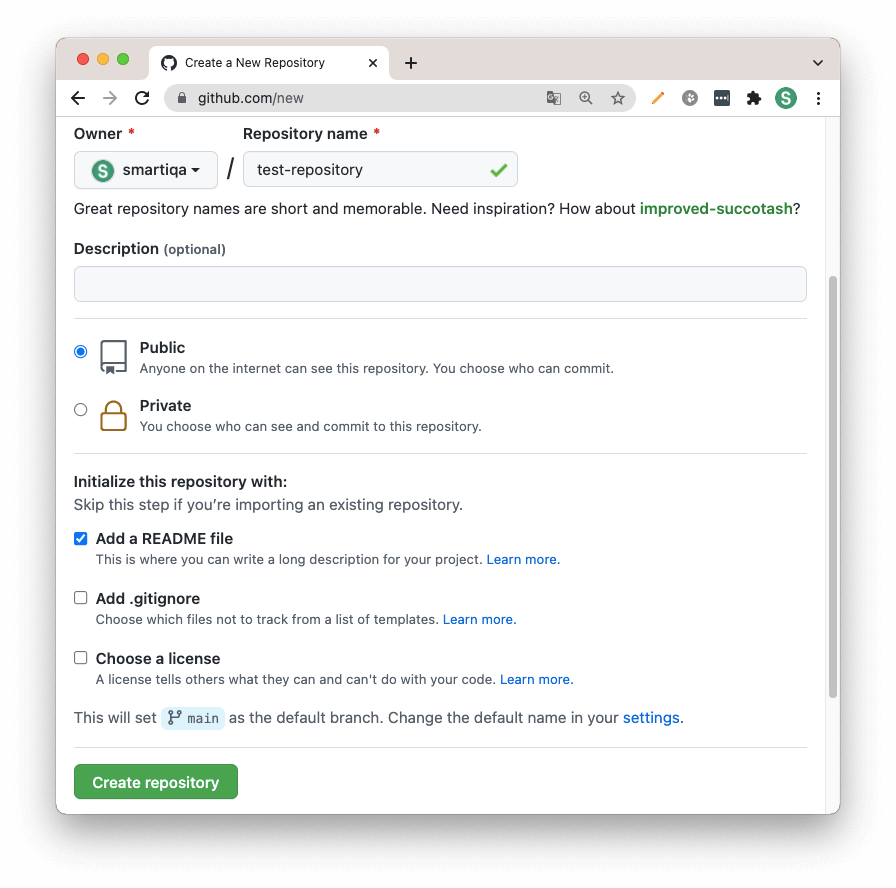 Create a New Repository
github.com/new
S
Owner * Repository name *
S smartiqa / test-repository
Great repository names are short and memorable. Need inspiration? How about improved-succotash?
Description (optional)
Public
Anyone on the internet can see this repository. You choose who can commit.
Private
You choose who can see and commit to this repository.
Initialize this repository with:
Skip this step if you’re importing an existing repository.
Add a README file
This is where you can write a long description for your project. Learn more.
Add .gitignore
Choose which files not to track from a list of templates. Learn more.
Choose a license
A license tells others what they can and can't do with your code. Learn more.
This will set main as the default branch. Change the default name in your settings.
Create repository